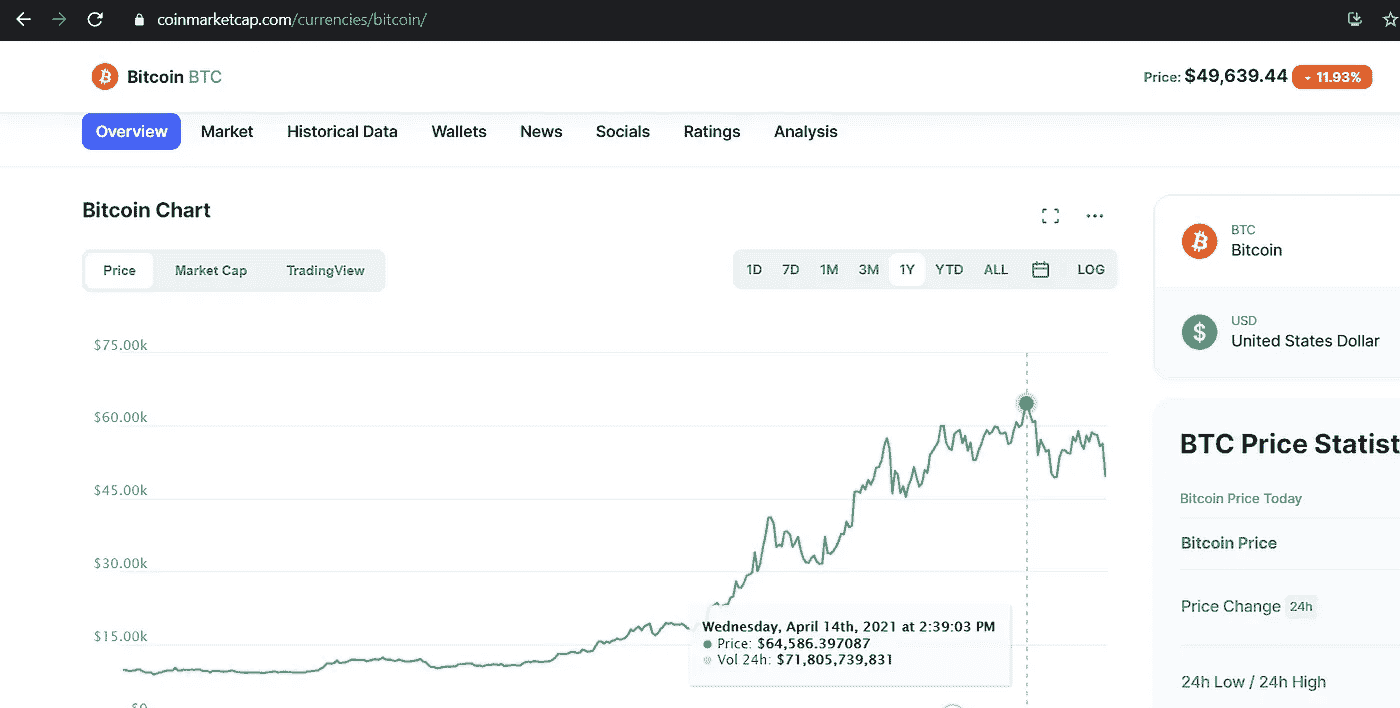 coinmarketcap.com/currencies/bitcoin/
Bitcoin BTC
Price: $49,639.44 11.93%
Overview Market Historical Data Wallets News Socials Ratings Analysis
Bitcoin Chart
Price Market Cap TradingView
1D 7D 1M 3M 1Y YTD ALL LOG
$75.00k
$60.00k
$45.00k
$30.00k
$15.00k
$0
Wednesday, April 14th, 2021 at 2:39:03 PM
Price: $64,586.397087
Vol 24h: $71,805,739,831
BTC
Bitcoin
USD
United States Dollar
BTC Price Statist
Bitcoin Price Today
Bitcoin Price
Price Change 24h
24h Low / 24h High